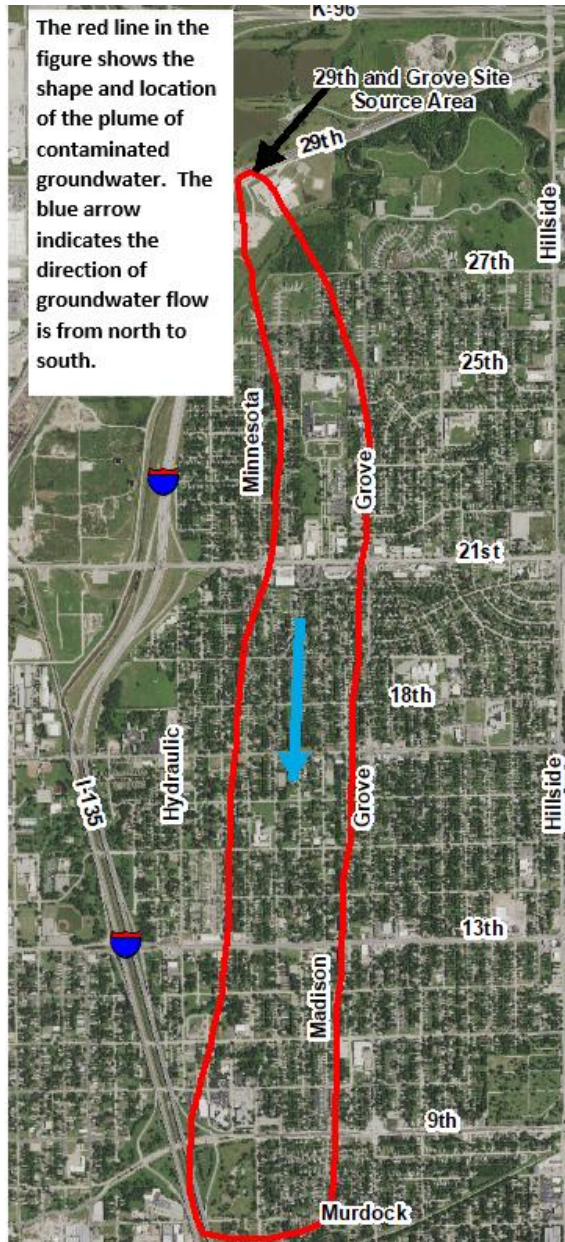 K-96
The red line in the
figure shows the
shape and location
of the plume of
contaminated
groundwater. The
blue arrow
indicates the
direction of
groundwater flow
is from north to
south.
29th and Grove Site
Source Area
29th
Hillside
27th
25th
Minnesota
Grove
21st
18th
Hydraulic
I-135
Grove
Hillside
13th
Madison
9th
Murdock